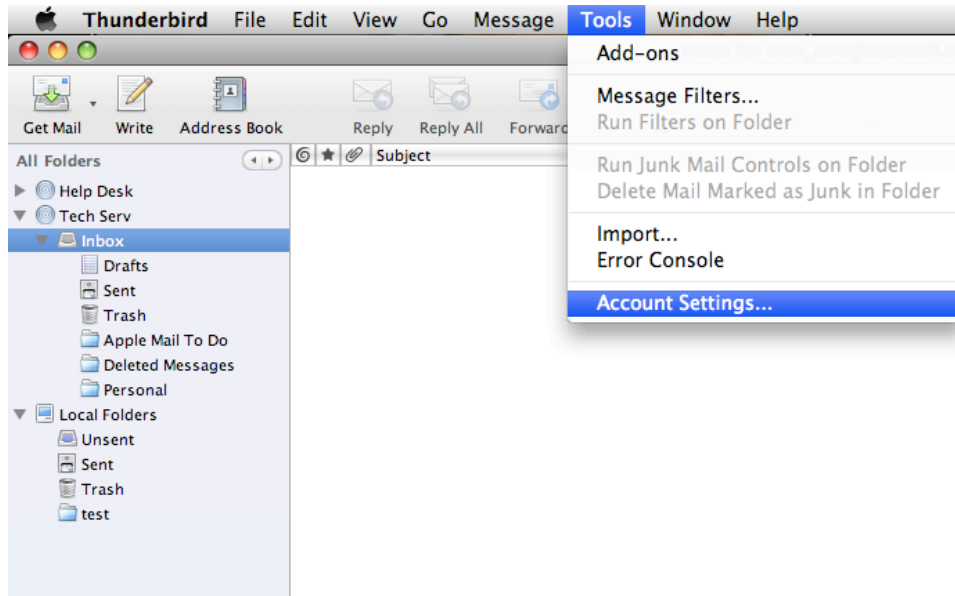 Thunderbird File Edit View Go Message Tools Window Help
Add-ons
Message Filters...
Run Filters on Folder
Run Junk Mail Controls on Folder
Delete Mail Marked as Junk in Folder
Import...
Error Console
Account Settings...
Get Mail Write Address Book Reply Reply All Forward
All Folders
Subject
Help Desk
Tech Serv
Inbox
Drafts
Sent
Trash
Apple Mail To Do
Deleted Messages
Personal
Local Folders
Unsent
Sent
Trash
test